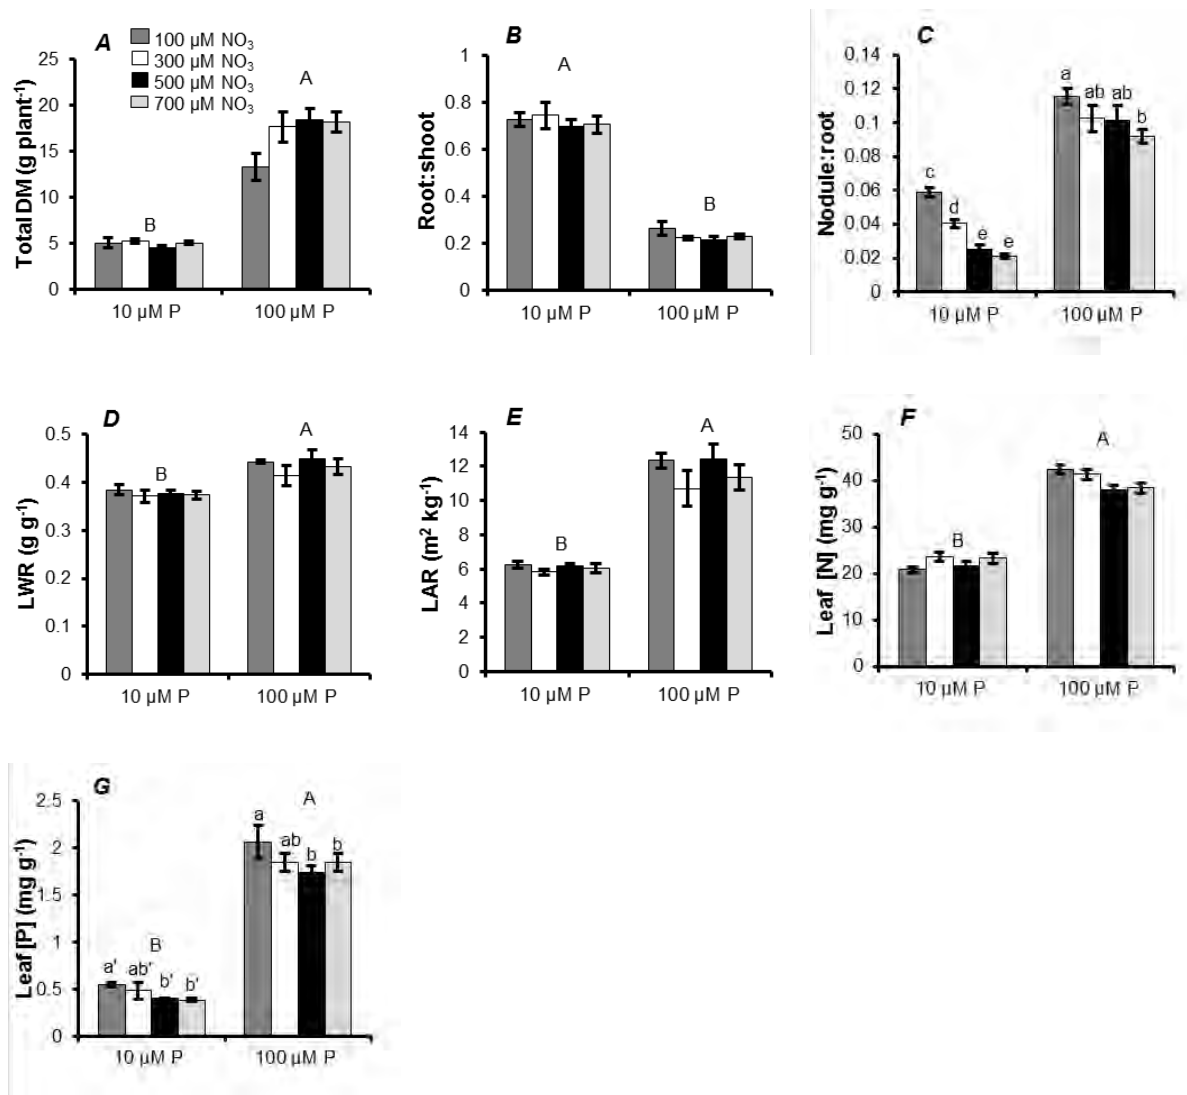 A
100 µM NO3
300 µM NO3
500 µM NO3
700 µM NO3
Total DM (g plant-1)
25
20
15
10
5
0
B
A
10 µM P
100 µM P
B
Root:shoot
1
0.8
0.6
0.4
0.2
0
A
B
10 µM P
100 µM P
C
Nodule:root
0.14
0.12
0.1
0.08
0.06
0.04
0.02
0
c
d
e
e
a
ab
ab
b
10 µM P
100 µM P
D
LWR (g g-1)
0.5
0.4
0.3
0.2
0.1
0
B
A
10 µM P
100 µM P
E
LAR (m2 kg-1)
14
12
10
8
6
4
2
0
B
A
10 µM P
100 µM P
F
Leaf [N] (mg g-1)
50
40
30
20
10
0
B
A
10 µM P
100 µM P
G
Leaf [P] (mg g-1)
2.5
2
1.5
1
0.5
0
B
a'
ab'
b'
b'
A
a
ab
b
b
10 µM P
100 µM P